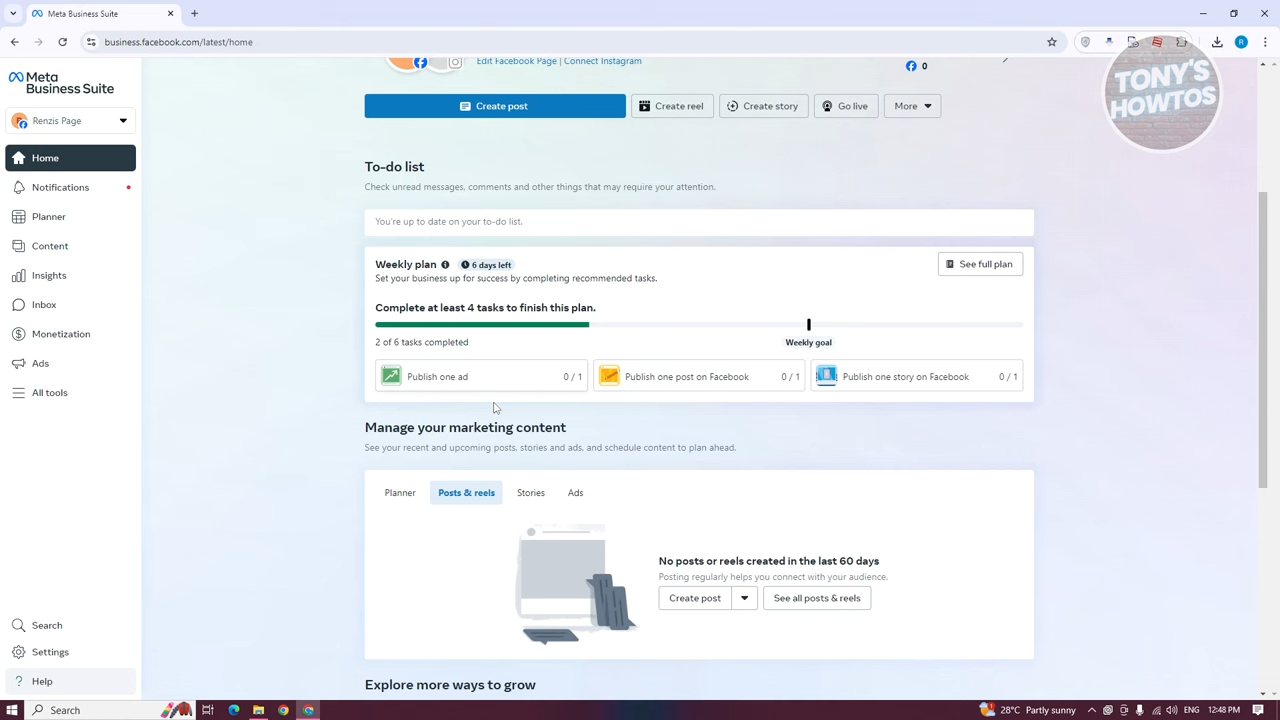 Meta Business Suite
business.facebook.com/latest/home
R
Meta
Business Suite
Renzis Page
Home
Notifications
Planner
Content
Insights
Inbox
Monetization
Ads
All tools
Search
Settings
Help
Edit Facebook Page | Connect Instagram
0
Create post
Create reel
Create story
Go live
More
TONY'S
HOWTOS
To-do list
Check unread messages, comments and other things that may require your attention.
You're up to date on your to-do list.
Weekly plan
6 days left
See full plan
Set your business up for success by completing recommended tasks.
Complete at least 4 tasks to finish this plan.
2 of 6 tasks completed
Weekly goal
Publish one ad 0 / 1
Publish one post on Facebook 0 / 1
Publish one story on Facebook 0 / 1
Manage your marketing content
See your recent and upcoming posts, stories and ads, and schedule content to plan ahead.
Planner
Posts & reels
Stories
Ads
No posts or reels created in the last 60 days
Posting regularly helps you connect with your audience.
Create post
See all posts & reels
Explore more ways to grow
Search
28°C Partly sunny
ENG
12:48 PM